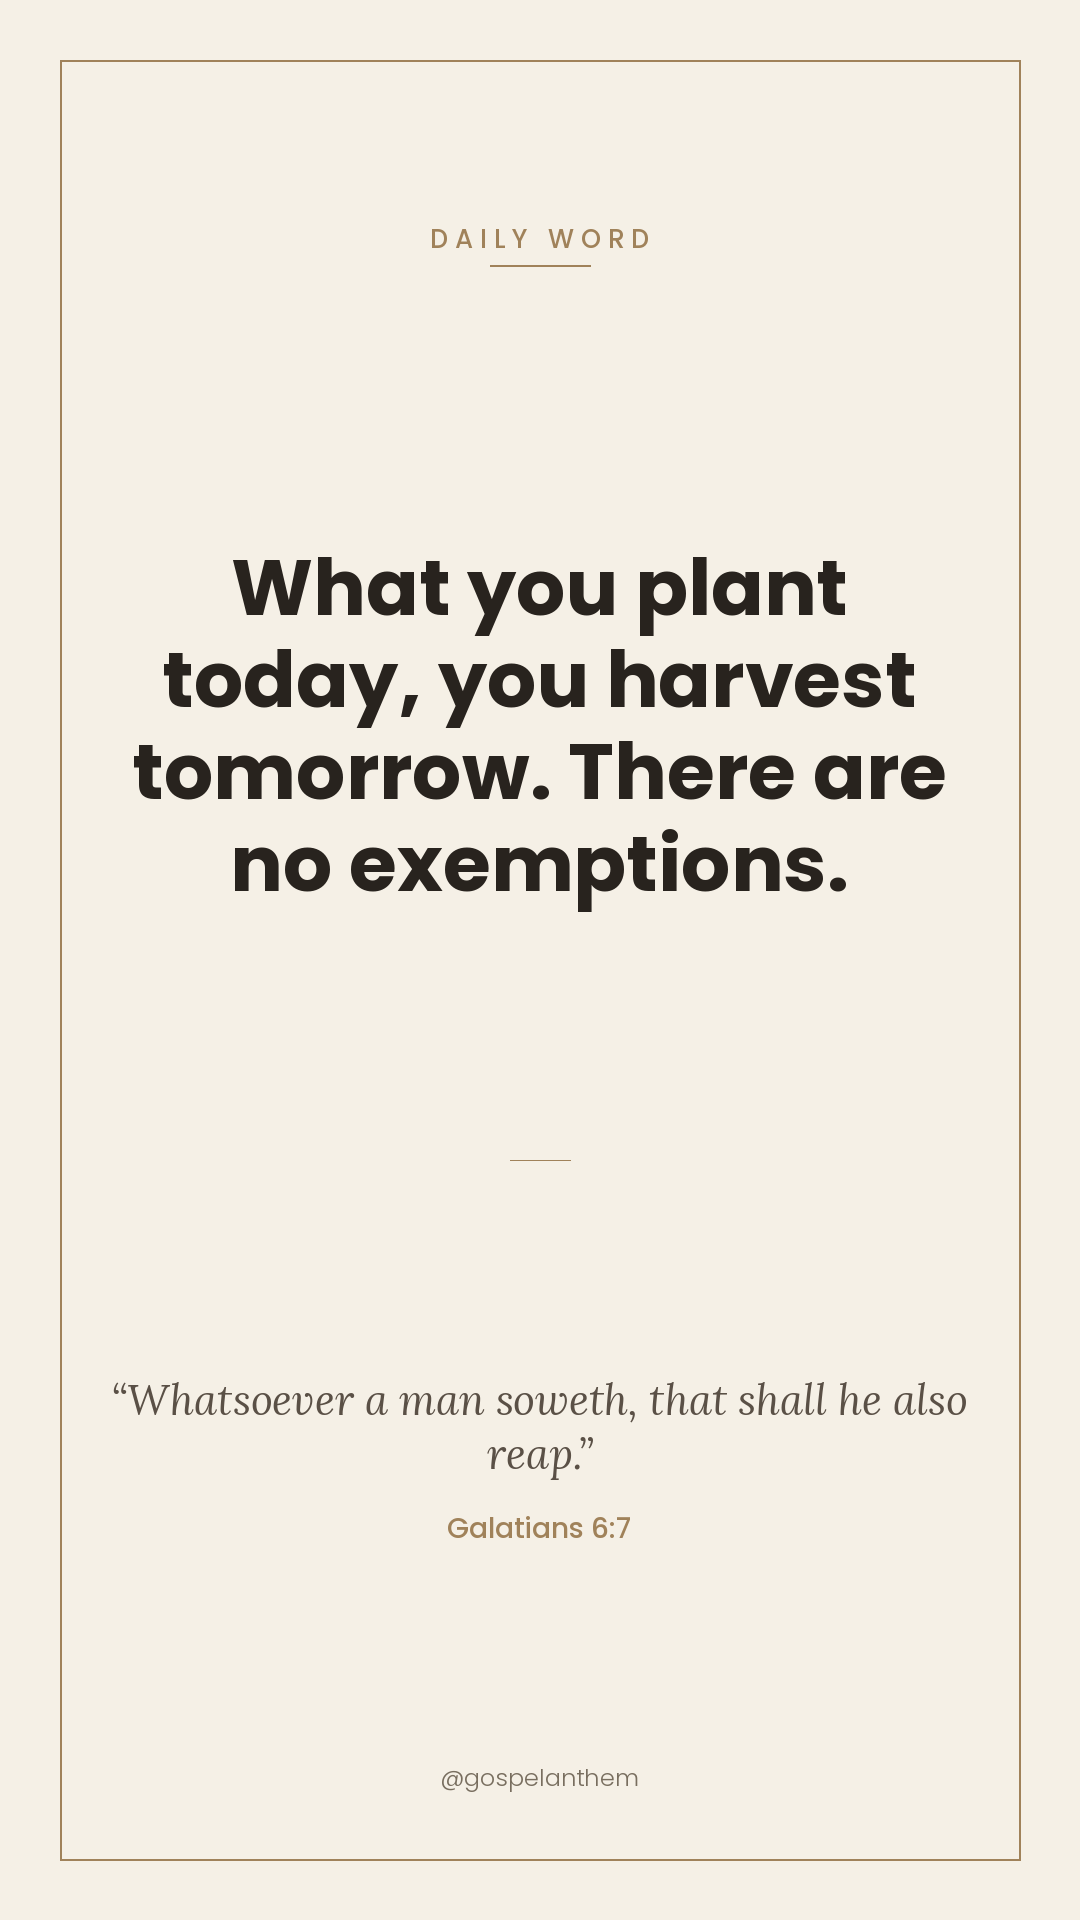 DAILY WORD
What you plant
today, you harvest
tomorrow. There are
no exemptions.
“Whatsoever a man soweth, that shall he also
reap.”
Galatians 6:7
@gospelanthem